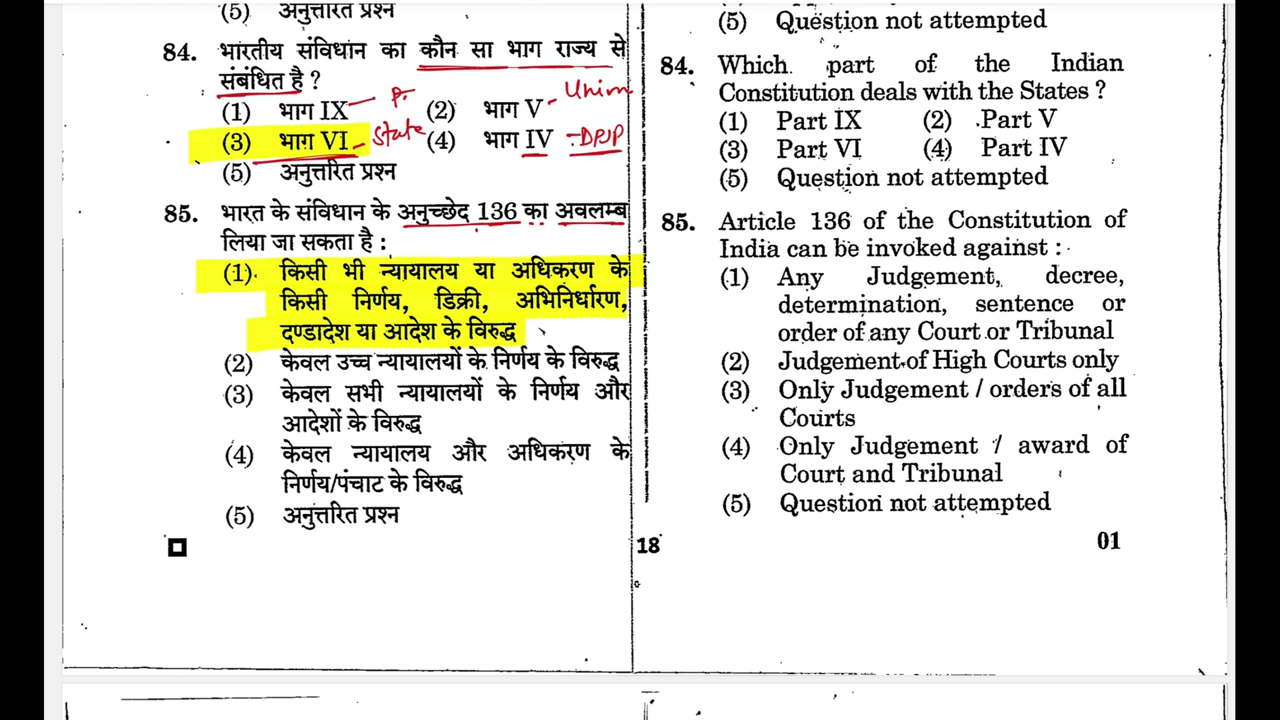 (5) अनुत्तरित प्रश्न
84. भारतीय संविधान का कौन सा भाग राज्य से
संबंधित है ?
(1) भाग IX - P. (2) भाग V - Union
(3) भाग VI - State (4) भाग IV - DPSP
(5) अनुत्तरित प्रश्न
85. भारत के संविधान के अनुच्छेद 136 का अवलम्ब
लिया जा सकता है :
(1) किसी भी न्यायालय या अधिकरण के
किसी निर्णय, डिक्री, अभिनिर्धारण,
दण्डादेश या आदेश के विरुद्ध
(2) केवल उच्च न्यायालयों के निर्णय के विरुद्ध
(3) केवल सभी न्यायालयों के निर्णय और
आदेशों के विरुद्ध
(4) केवल न्यायालय और अधिकरण के
निर्णय/पंचाट के विरुद्ध
(5) अनुत्तरित प्रश्न
(5) Question not attempted
84. Which part of the Indian
Constitution deals with the States ?
(1) Part IX (2) Part V
(3) Part VI (4) Part IV
(5) Question not attempted
85. Article 136 of the Constitution of
India can be invoked against :
(1) Any Judgement, decree,
determination, sentence or
order of any Court or Tribunal
(2) Judgement of High Courts only
(3) Only Judgement / orders of all
Courts
(4) Only Judgement / award of
Court and Tribunal
(5) Question not attempted
18
01